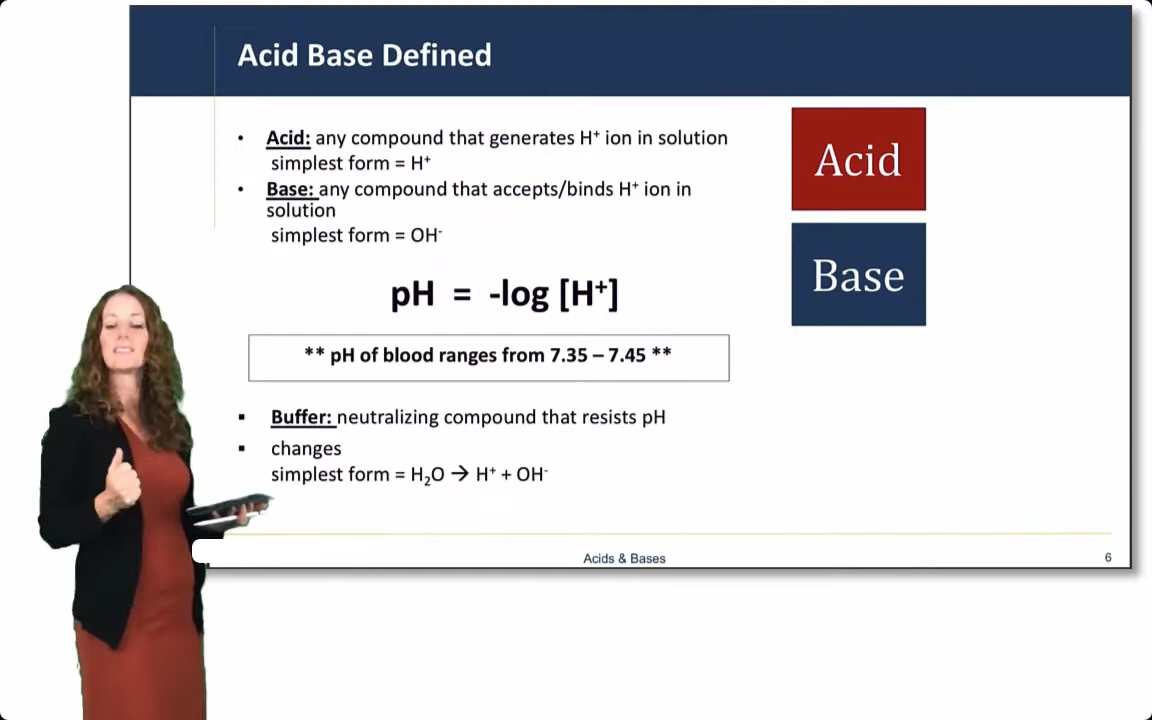 Acid Base Defined
• Acid: any compound that generates H⁺ ion in solution
simplest form = H⁺
• Base: any compound that accepts/binds H⁺ ion in
solution
simplest form = OH⁻
pH = -log [H⁺]
** pH of blood ranges from 7.35 – 7.45 **
▪ Buffer: neutralizing compound that resists pH
▪ changes
simplest form = H₂O → H⁺ + OH⁻
Acid
Base
Acids & Bases
6